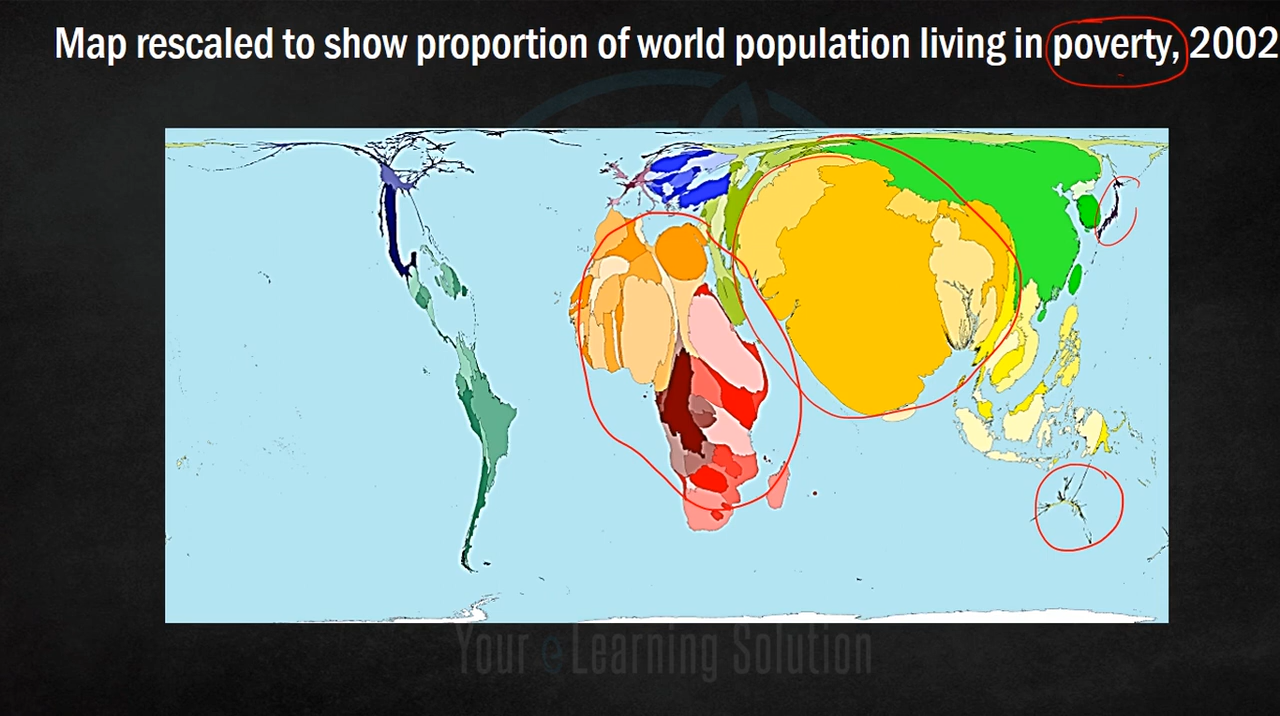 Map rescaled to show proportion of world population living in poverty, 2002
Your eLearning Solution